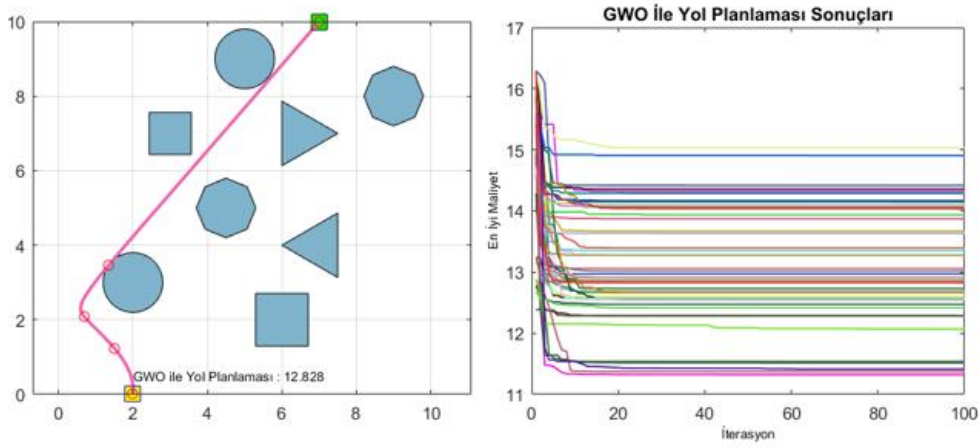 10
8
6
4
2
0
GWO ile Yol Planlaması : 12.828
0 2 4 6 8 10
GWO İle Yol Planlaması Sonuçları
17
16
15
14
13
12
11
En İyi Maliyet
0 20 40 60 80 100
İterasyon